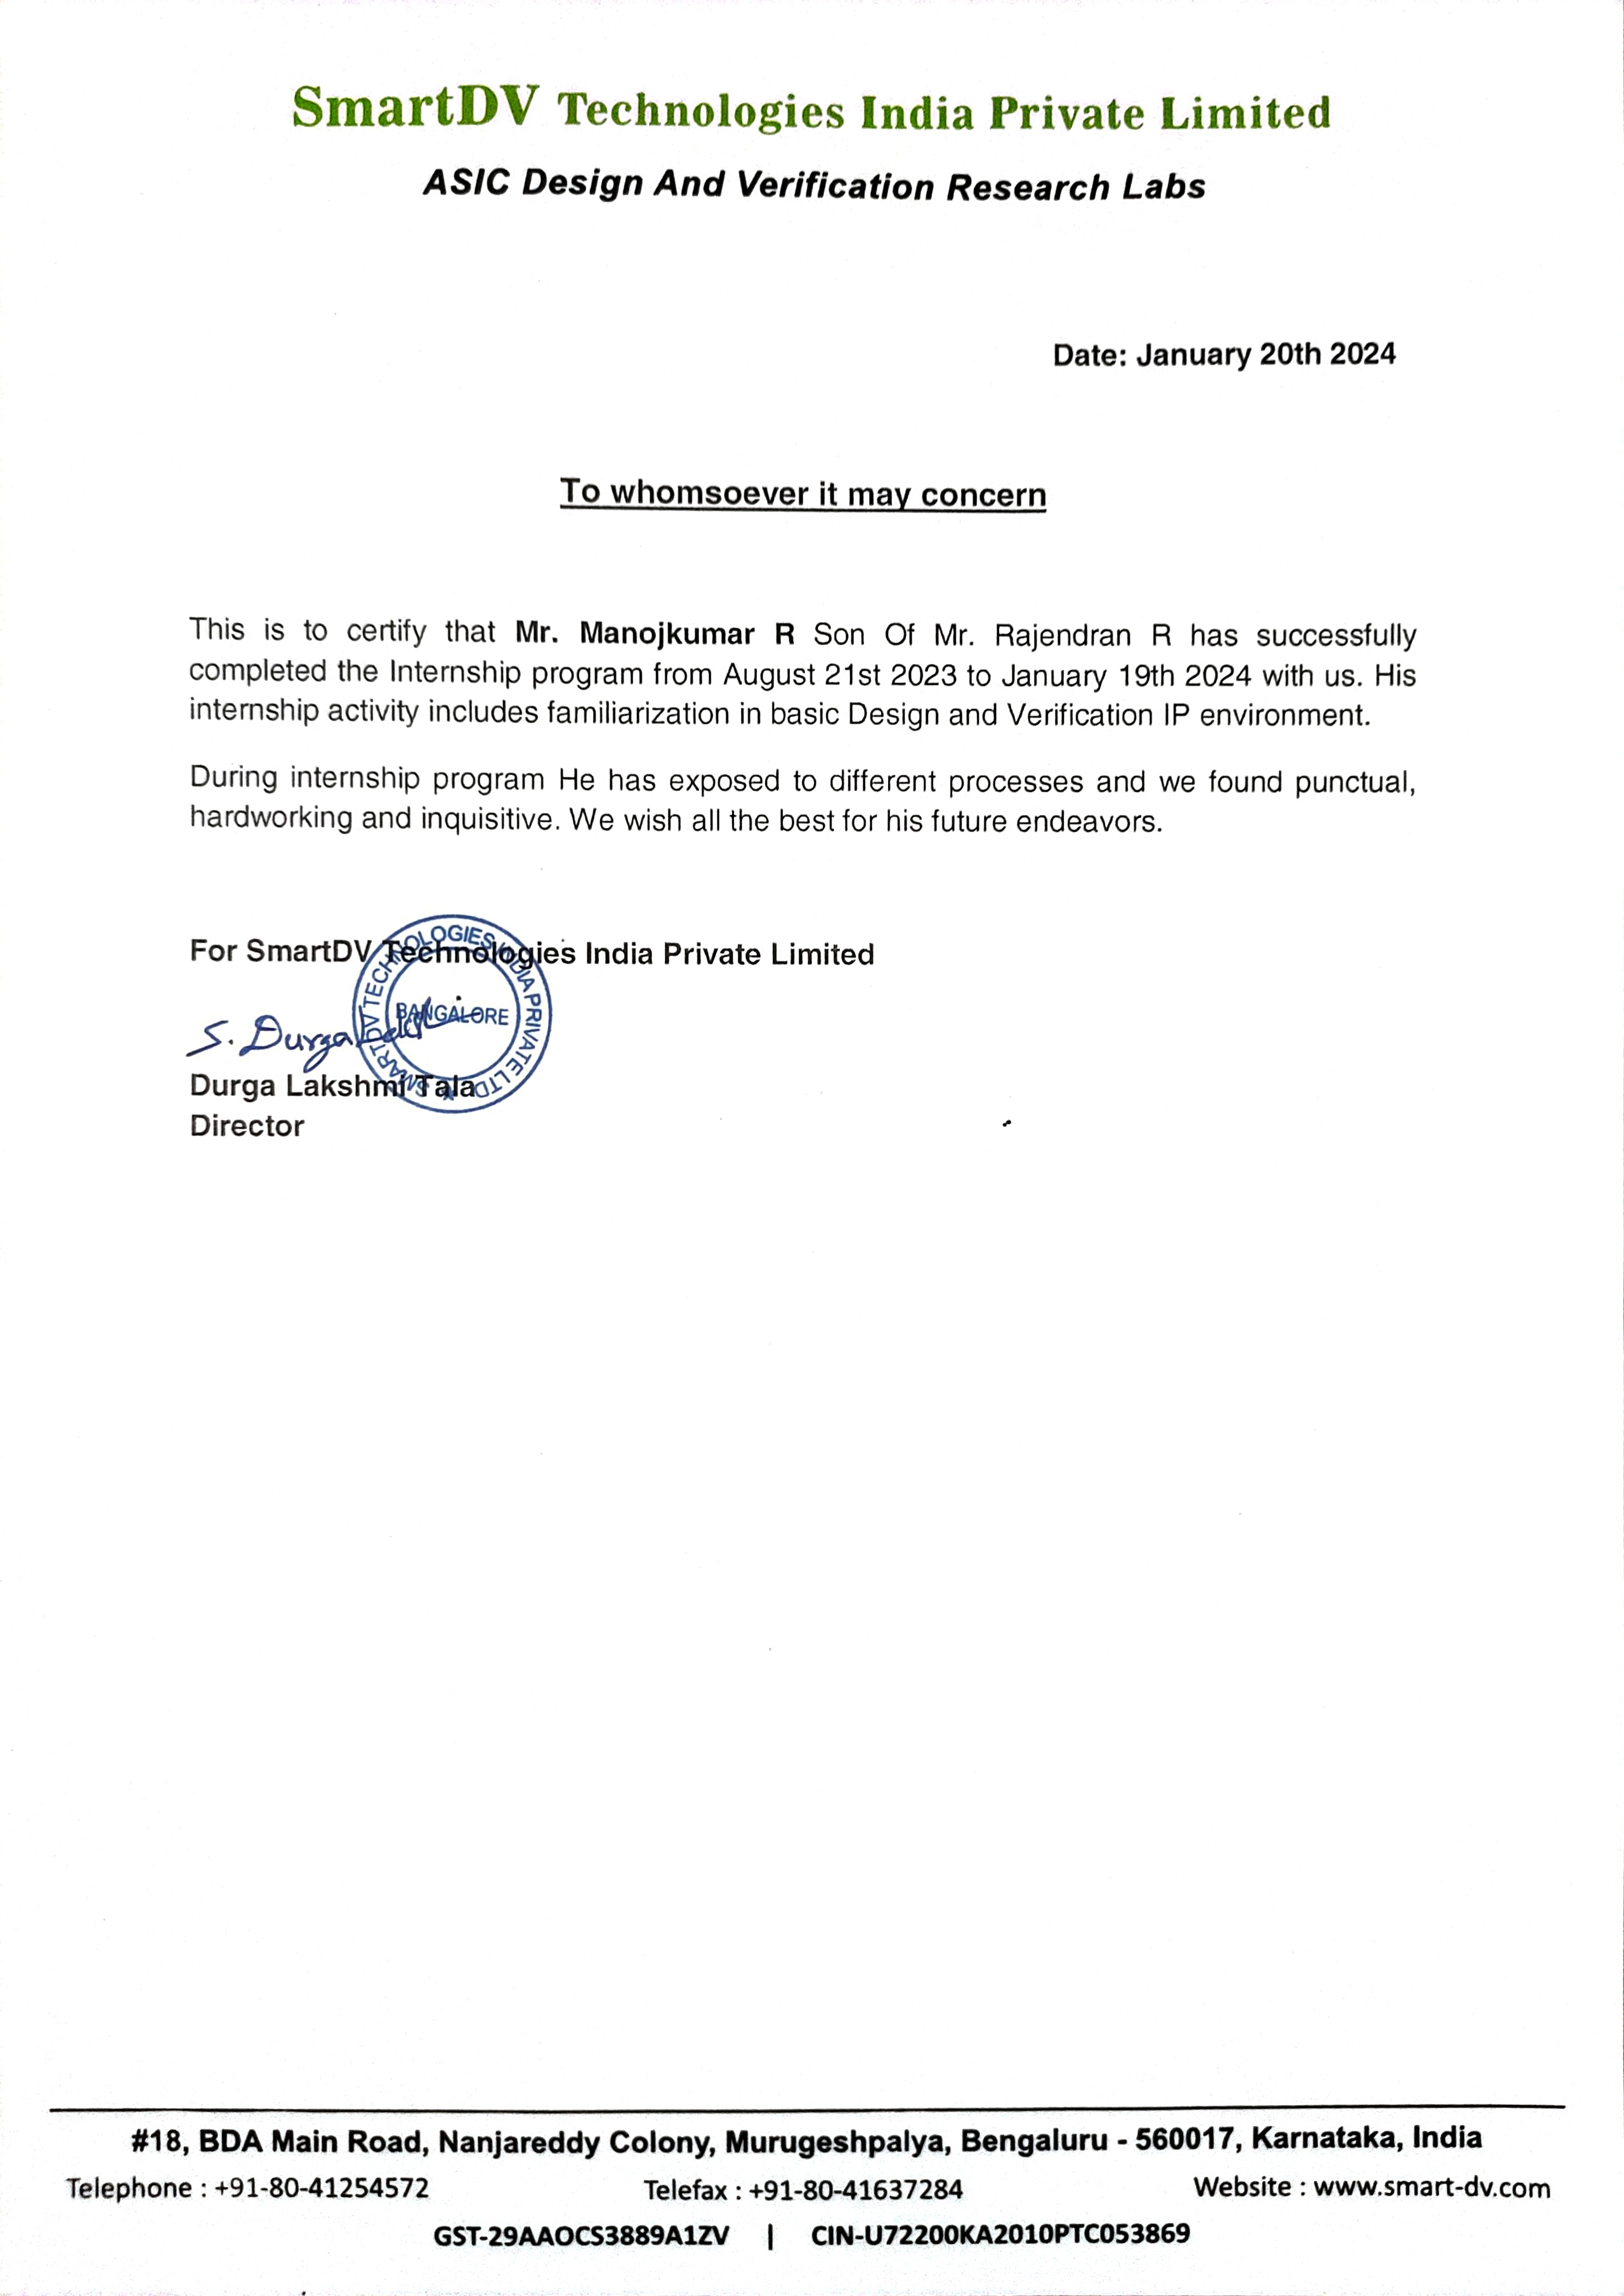 SmartDV Technologies India Private Limited
ASIC Design And Verification Research Labs
Date: January 20th 2024
To whomsoever it may concern
This is to certify that Mr. Manojkumar R Son Of Mr. Rajendran R has successfully
completed the Internship program from August 21st 2023 to January 19th 2024 with us. His
internship activity includes familiarization in basic Design and Verification IP environment.
During internship program He has exposed to different processes and we found punctual,
hardworking and inquisitive. We wish all the best for his future endeavors.
For SmartDV Technologies India Private Limited
SMART DV TECHNOLOGIES INDIA PRIVATE LTD
BANGALORE
S. Durga
Durga Lakshmi Tala
Director
#18, BDA Main Road, Nanjareddy Colony, Murugeshpalya, Bengaluru - 560017, Karnataka, India
Telephone : +91-80-41254572 Telefax : +91-80-41637284 Website : www.smart-dv.com
GST-29AAOCS3889A1ZV | CIN-U72200KA2010PTC053869